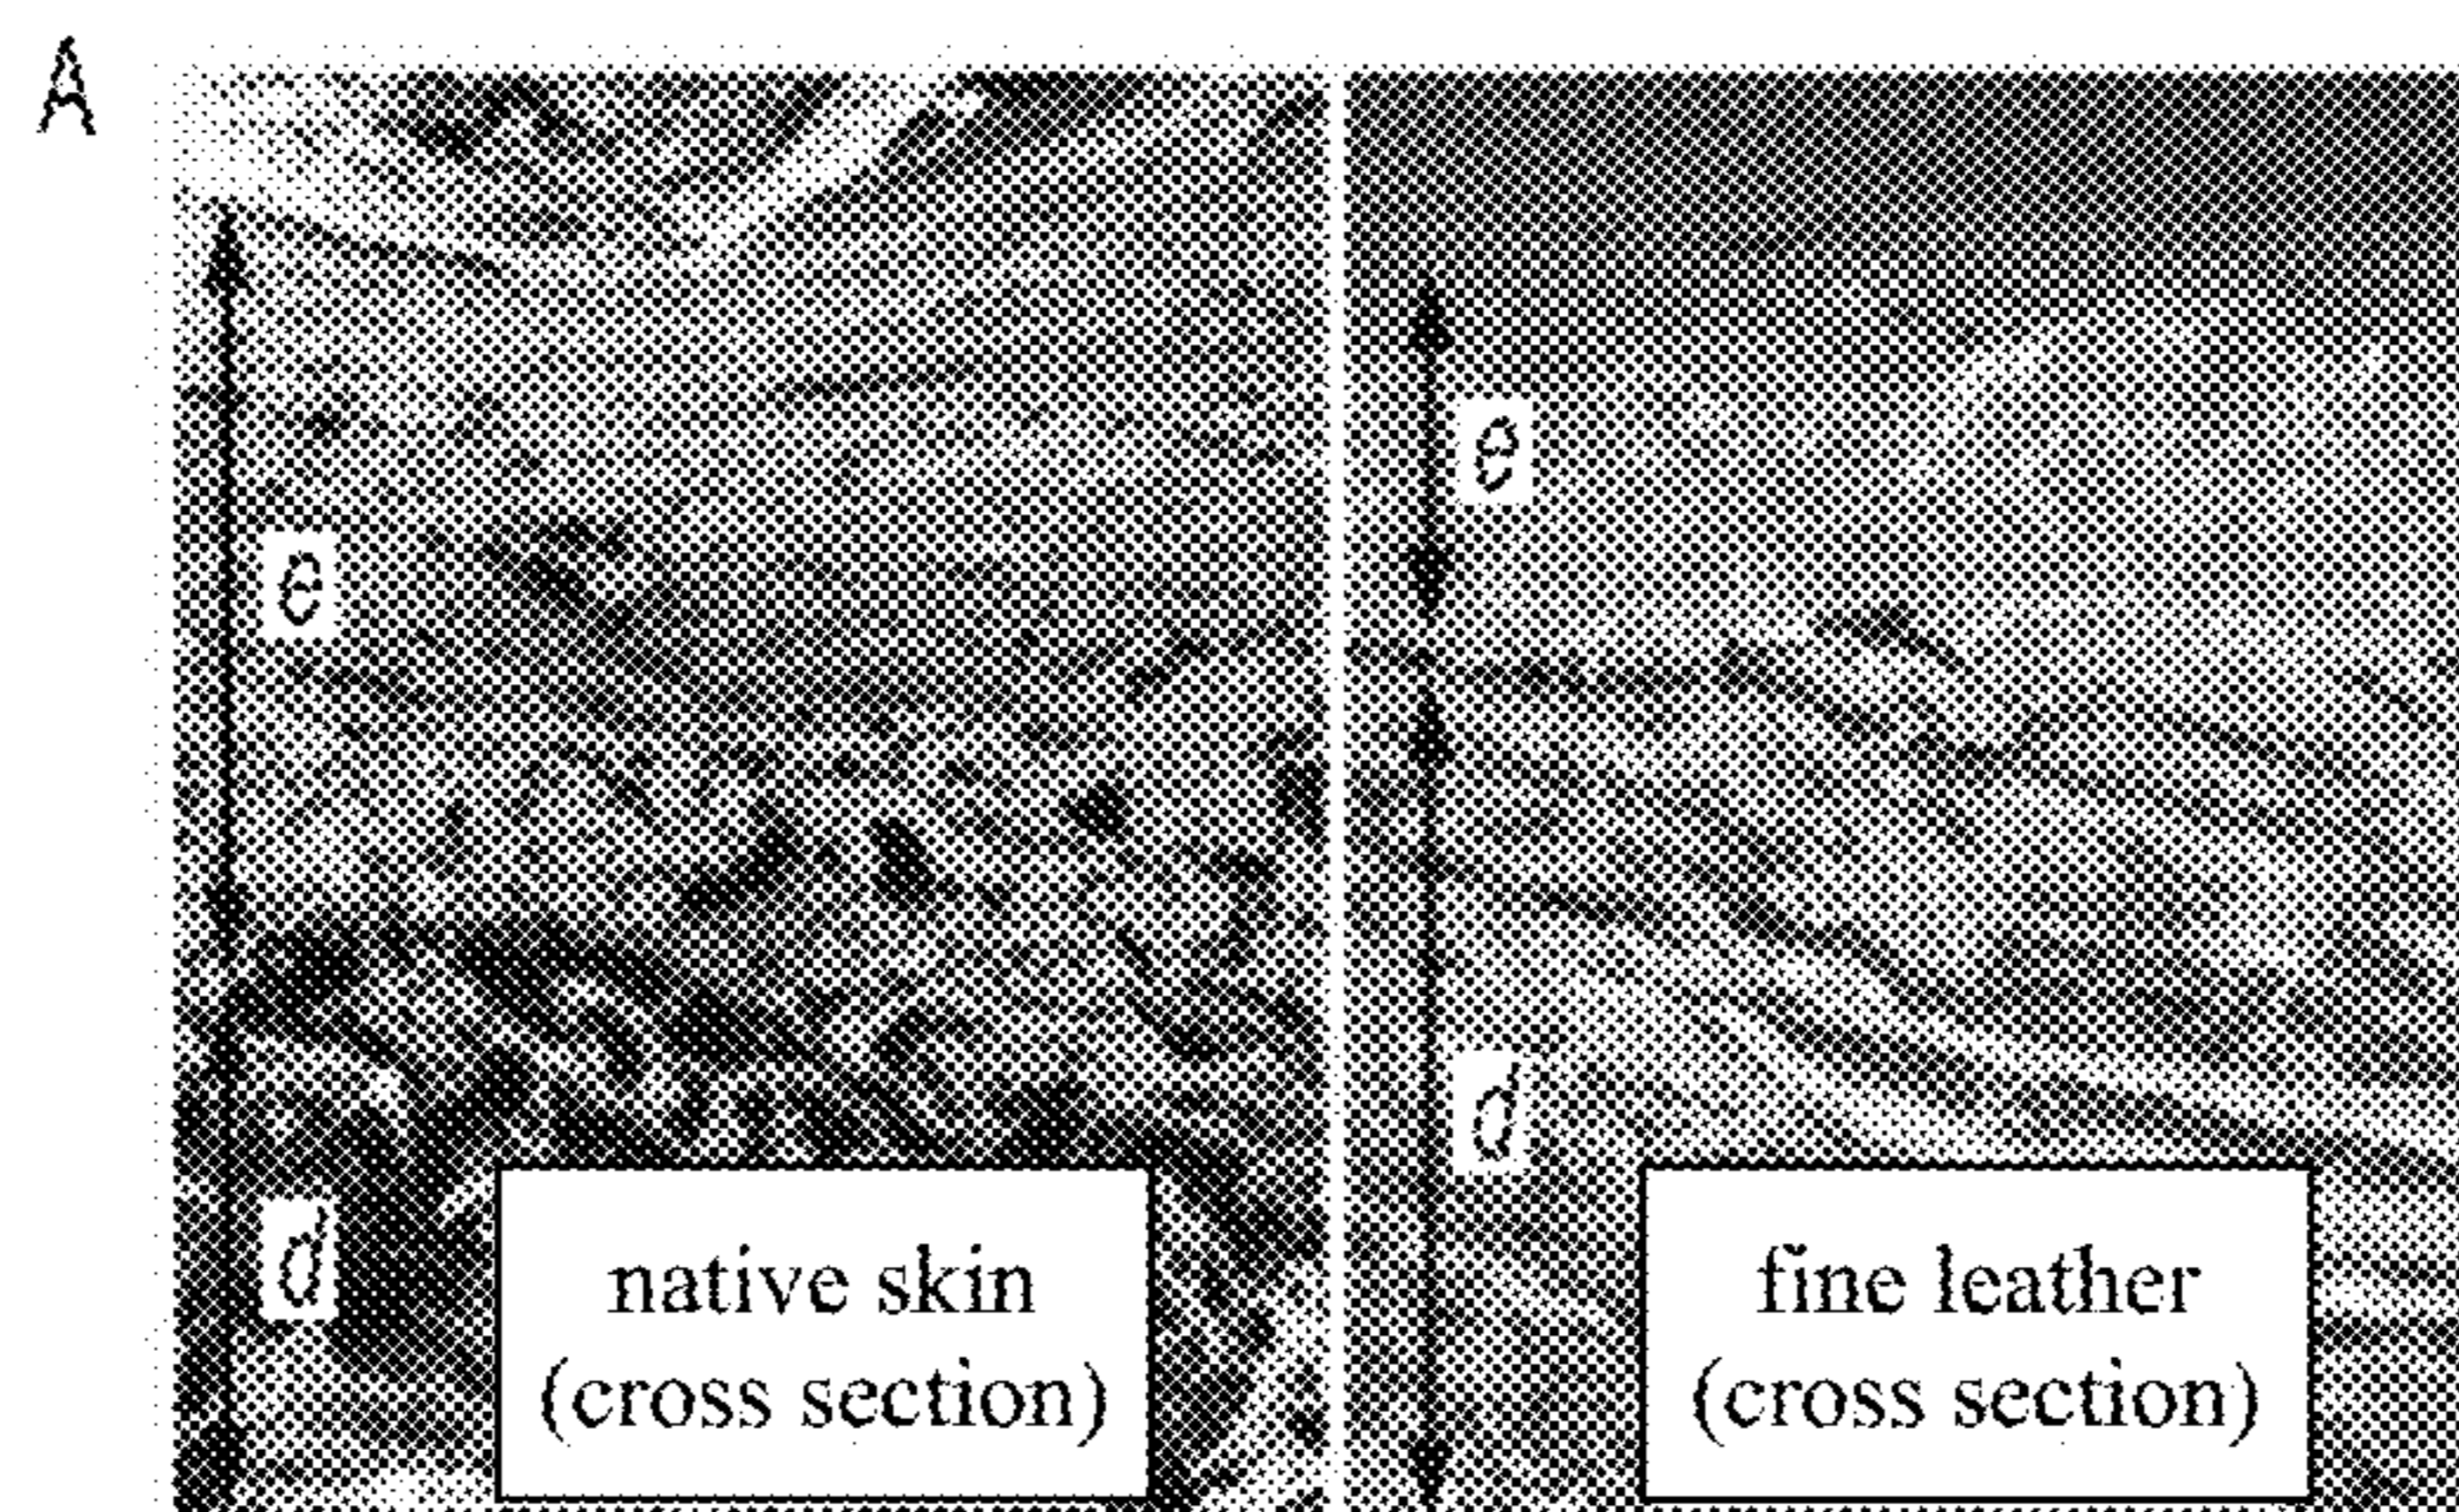 A
e
e
d
d
native skin
(cross section)
fine leather
(cross section)